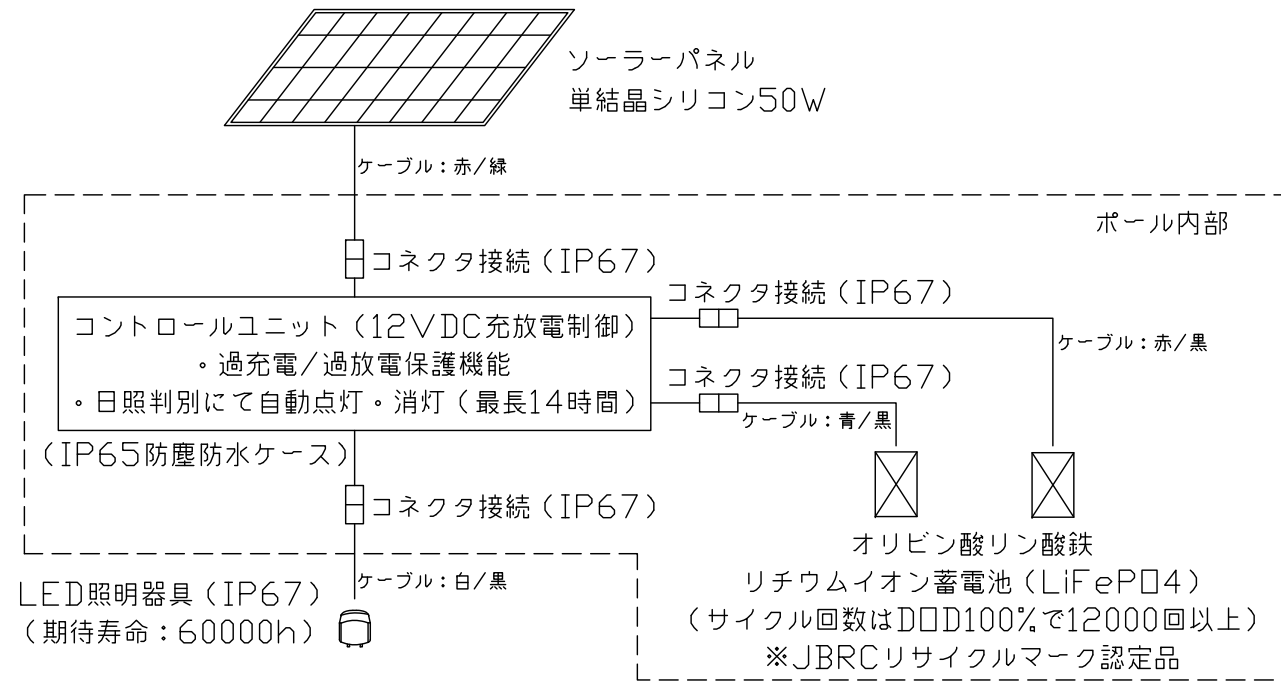 ソーラーパネル
単結晶シリコン50W
ケーブル：赤/緑
ポール内部
コネクタ接続（IP67）
コネクタ接続（IP67）
コントロールユニット（12VDC充放電制御）
・過充電/過放電保護機能
・日照判別にて自動点灯・消灯（最長14時間）
ケーブル：赤/黒
コネクタ接続（IP67）
ケーブル：青/黒
（IP65防塵防水ケース）
コネクタ接続（IP67）
オリビン酸リン酸鉄
リチウムイオン蓄電池（LiFePO4）
（サイクル回数はDOD100%で12000回以上）
※JBRCリサイクルマーク認定品
ケーブル：白/黒
LED照明器具（IP67）
（期待寿命：60000h）